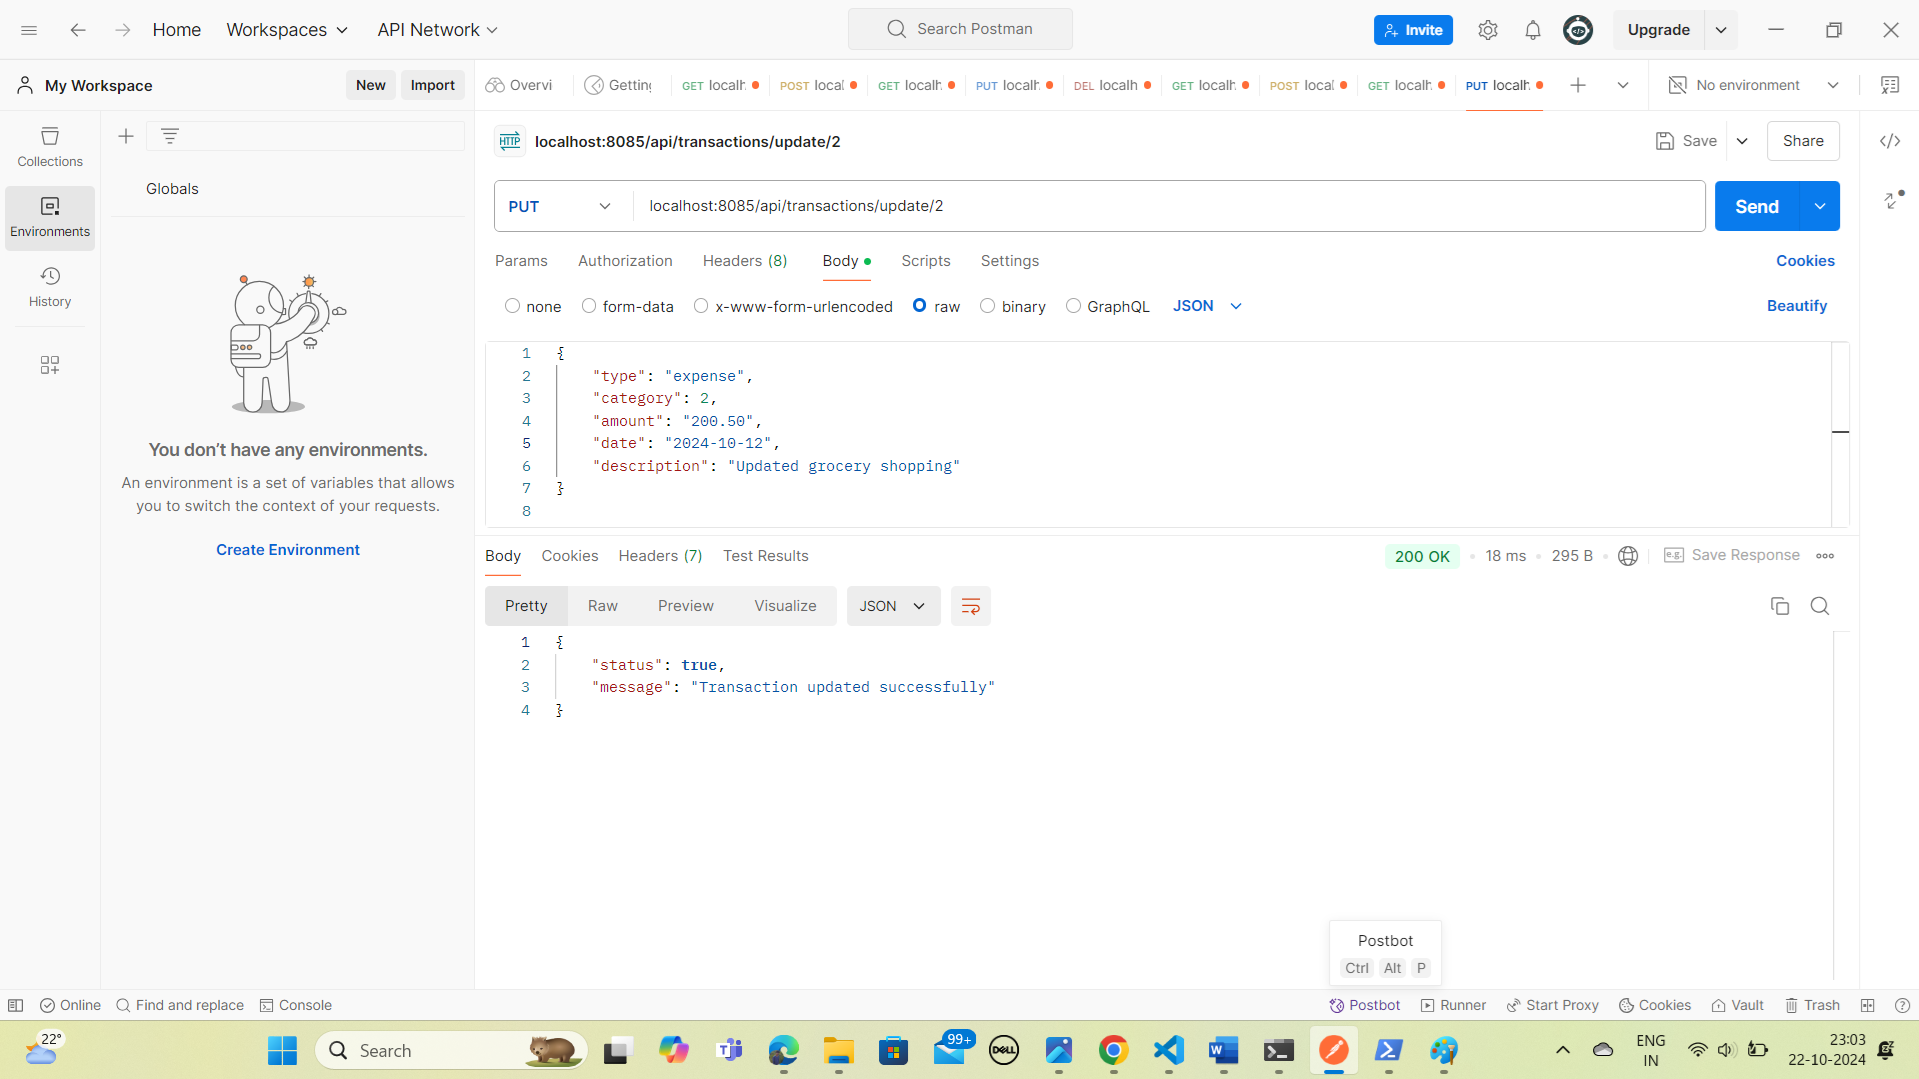 Home Workspaces API Network Search Postman Invite Upgrade
My Workspace New Import Overvi Getting GET localh POST local GET localh PUT localh DEL localh GET localh POST local GET localh PUT localh No environment
Collections
Environments
History
Globals
You don't have any environments.
An environment is a set of variables that allows
you to switch the context of your requests.
Create Environment
HTTP localhost:8085/api/transactions/update/2 Save Share
PUT localhost:8085/api/transactions/update/2 Send
Params Authorization Headers (8) Body Scripts Settings Cookies
none form-data x-www-form-urlencoded raw binary GraphQL JSON Beautify
1 {
2 "type": "expense",
3 "category": 2,
4 "amount": "200.50",
5 "date": "2024-10-12",
6 "description": "Updated grocery shopping"
7 }
8
Body Cookies Headers (7) Test Results 200 OK 18 ms 295 B e.g. Save Response
Pretty Raw Preview Visualize JSON
1 {
2 "status": true,
3 "message": "Transaction updated successfully"
4 }
Postbot
Ctrl Alt P
Online Find and replace Console Postbot Runner Start Proxy Cookies Vault Trash
22° Search 99+ DELL ENG 23:03
IN 22-10-2024